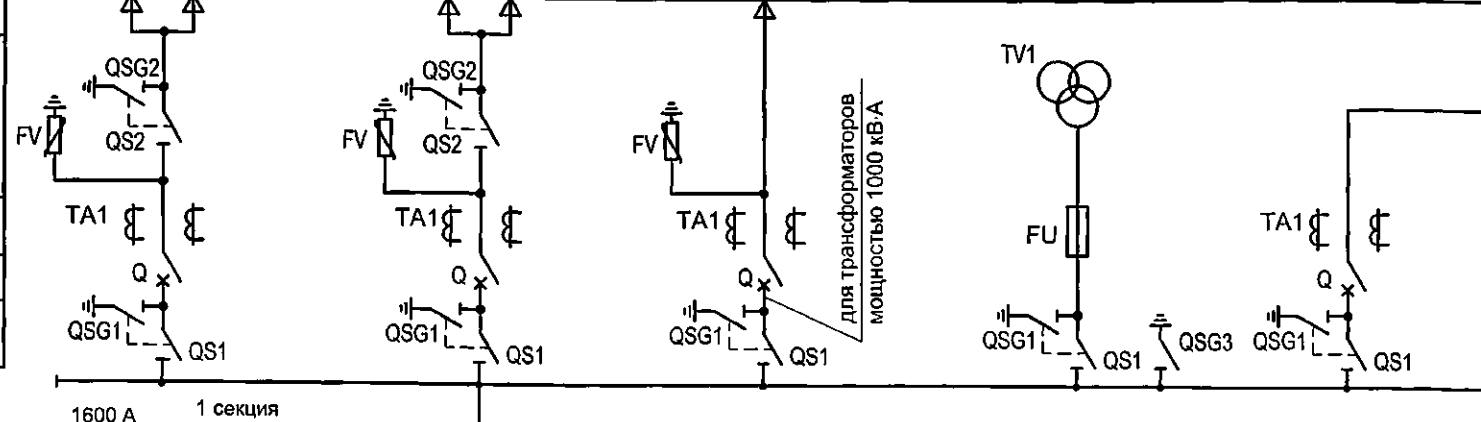 TV1
QSG2
QSG2
FV
QS2
FV
QS2
FV
для трансформаторов
мощностью 1000 кВ·А
TA1
TA1
TA1
FU
TA1
Q
Q
Q
Q
QSG1
QS1
QSG1
QS1
QSG1
QS1
QSG1
QS1
QSG3
QSG1
QS1
1600 А
1 секция